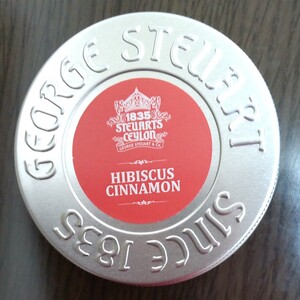 GEORGE STEUART
SINCE 1835
1835
STEUARTS
CEYLON
GEORGE STEUART & CO.
HIBISCUS
CINNAMON